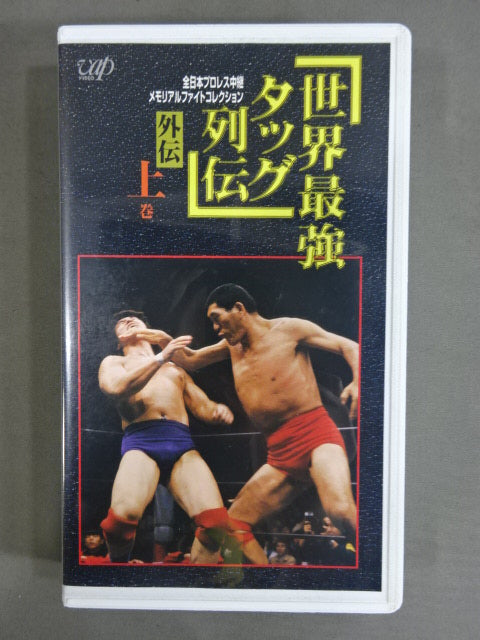 vap
VIDEO
全日本プロレス中継
メモリアルファイトコレクション
「世界最強
タッグ
列伝」
外伝
上
巻